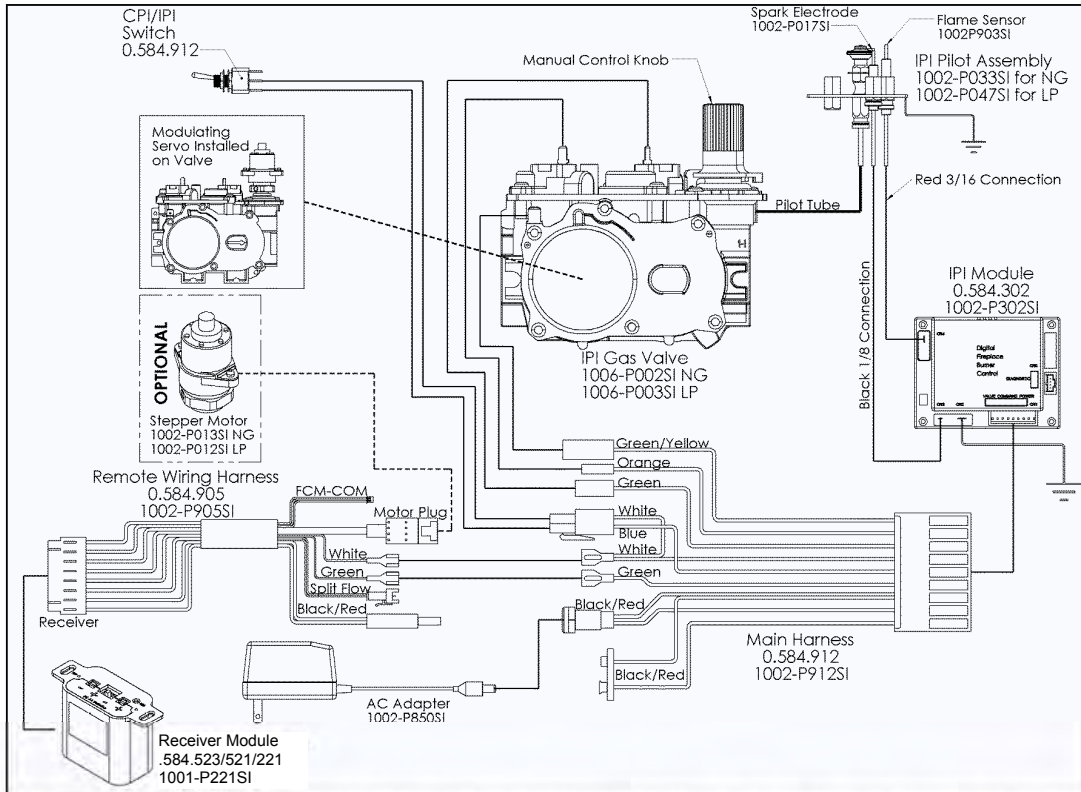 CPI/IPI
Switch
0.584.912
Spark Electrode
1002-P017SI
Flame Sensor
1002P903SI
IPI Pilot Assembly
1002-P033SI for NG
1002-P047SI for LP
Manual Control Knob
Modulating
Servo Installed
on Valve
Red 3/16 Connection
Pilot Tube
IPI Module
0.584.302
1002-P302SI
Digital
Fireplace
Burner
Control
DIAGNOSTIC
VALVE COMMAND POWER
Black 1/8 Connection
IPI Gas Valve
1006-P002SI NG
1006-P003SI LP
OPTIONAL
Stepper Motor
1002-P013SI NG
1002-P012SI LP
Remote Wiring Harness
0.584.905
1002-P905SI
FCM-COM
Motor Plug
White
Green
Split Flow
Black/Red
Receiver
Green/Yellow
Orange
Green
White
Blue
White
Green
Black/Red
Black/Red
Main Harness
0.584.912
1002-P912SI
AC Adapter
1002-P850SI
Receiver Module
.584.523/521/221
1001-P221SI